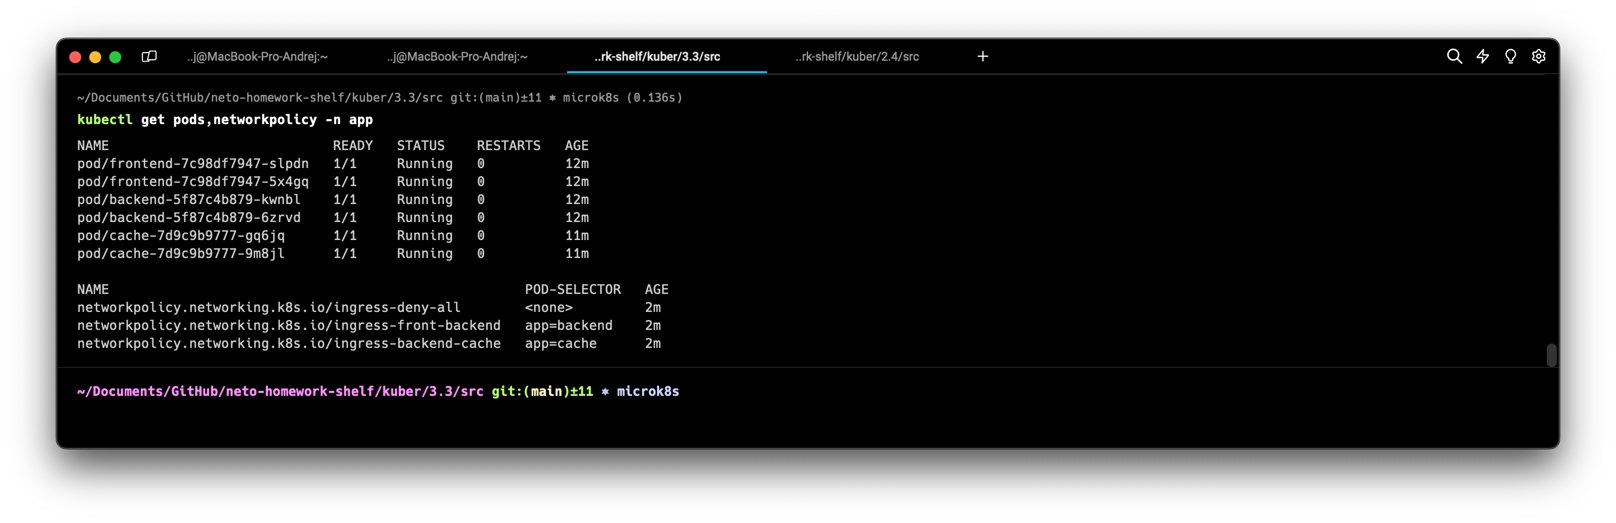 ..j@MacBook-Pro-Andrej:~ ..j@MacBook-Pro-Andrej:~ ..rk-shelf/kuber/3.3/src ..rk-shelf/kuber/2.4/src +
~/Documents/GitHub/neto-homework-shelf/kuber/3.3/src git:(main)±11 ⎈ microk8s (0.136s)
kubectl get pods,networkpolicy -n app
NAME READY STATUS RESTARTS AGE
pod/frontend-7c98df7947-slpdn 1/1 Running 0 12m
pod/frontend-7c98df7947-5x4gq 1/1 Running 0 12m
pod/backend-5f87c4b879-kwnbl 1/1 Running 0 12m
pod/backend-5f87c4b879-6zrvd 1/1 Running 0 12m
pod/cache-7d9c9b9777-gq6jq 1/1 Running 0 11m
pod/cache-7d9c9b9777-9m8jl 1/1 Running 0 11m
NAME POD-SELECTOR AGE
networkpolicy.networking.k8s.io/ingress-deny-all <none> 2m
networkpolicy.networking.k8s.io/ingress-front-backend app=backend 2m
networkpolicy.networking.k8s.io/ingress-backend-cache app=cache 2m
~/Documents/GitHub/neto-homework-shelf/kuber/3.3/src git:(main)±11 ⎈ microk8s